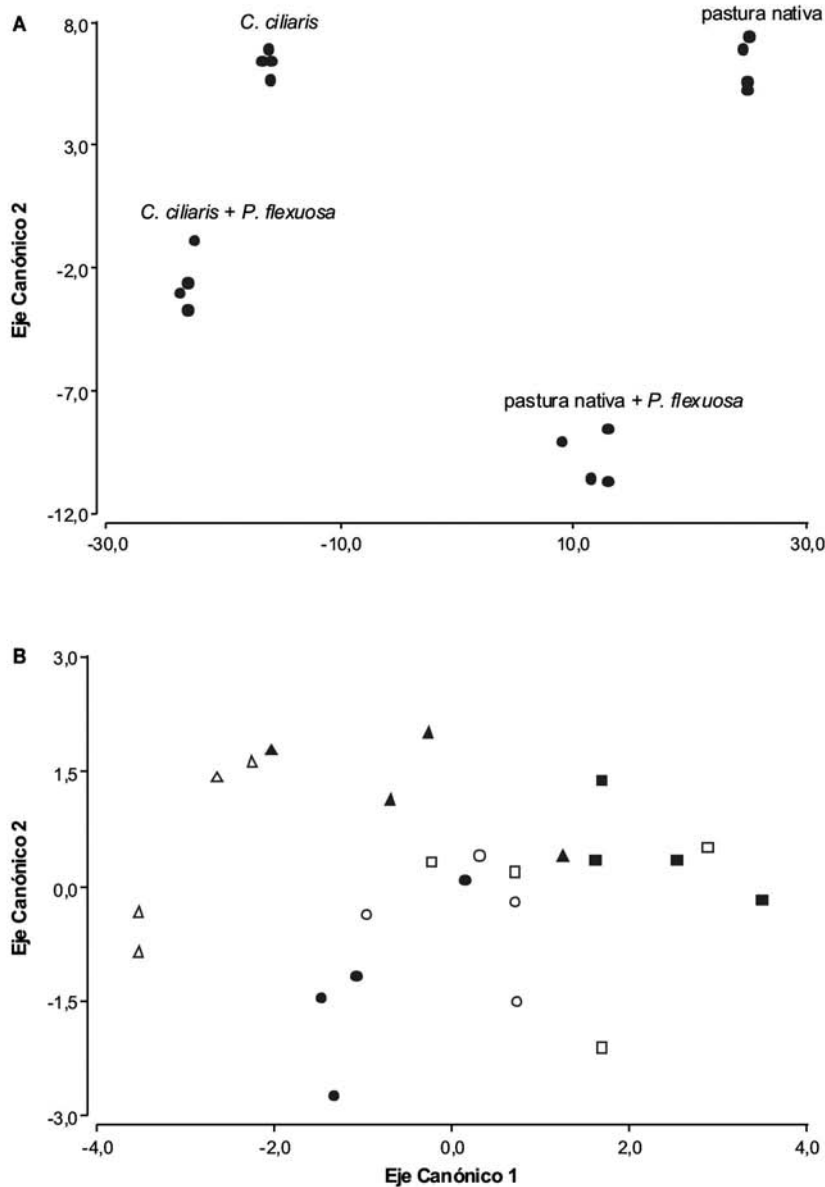 A
C. ciliaris
pastura nativa
8,0
3,0
C. ciliaris + P. flexuosa
Eje Canónico 2
-2,0
-7,0
pastura nativa + P. flexuosa
-12,0
-30,0 -10,0 10,0 30,0
B
3,0
1,5
Eje Canónico 2
0,0
-1,5
-3,0
-4,0 -2,0 0,0 2,0 4,0
Eje Canónico 1